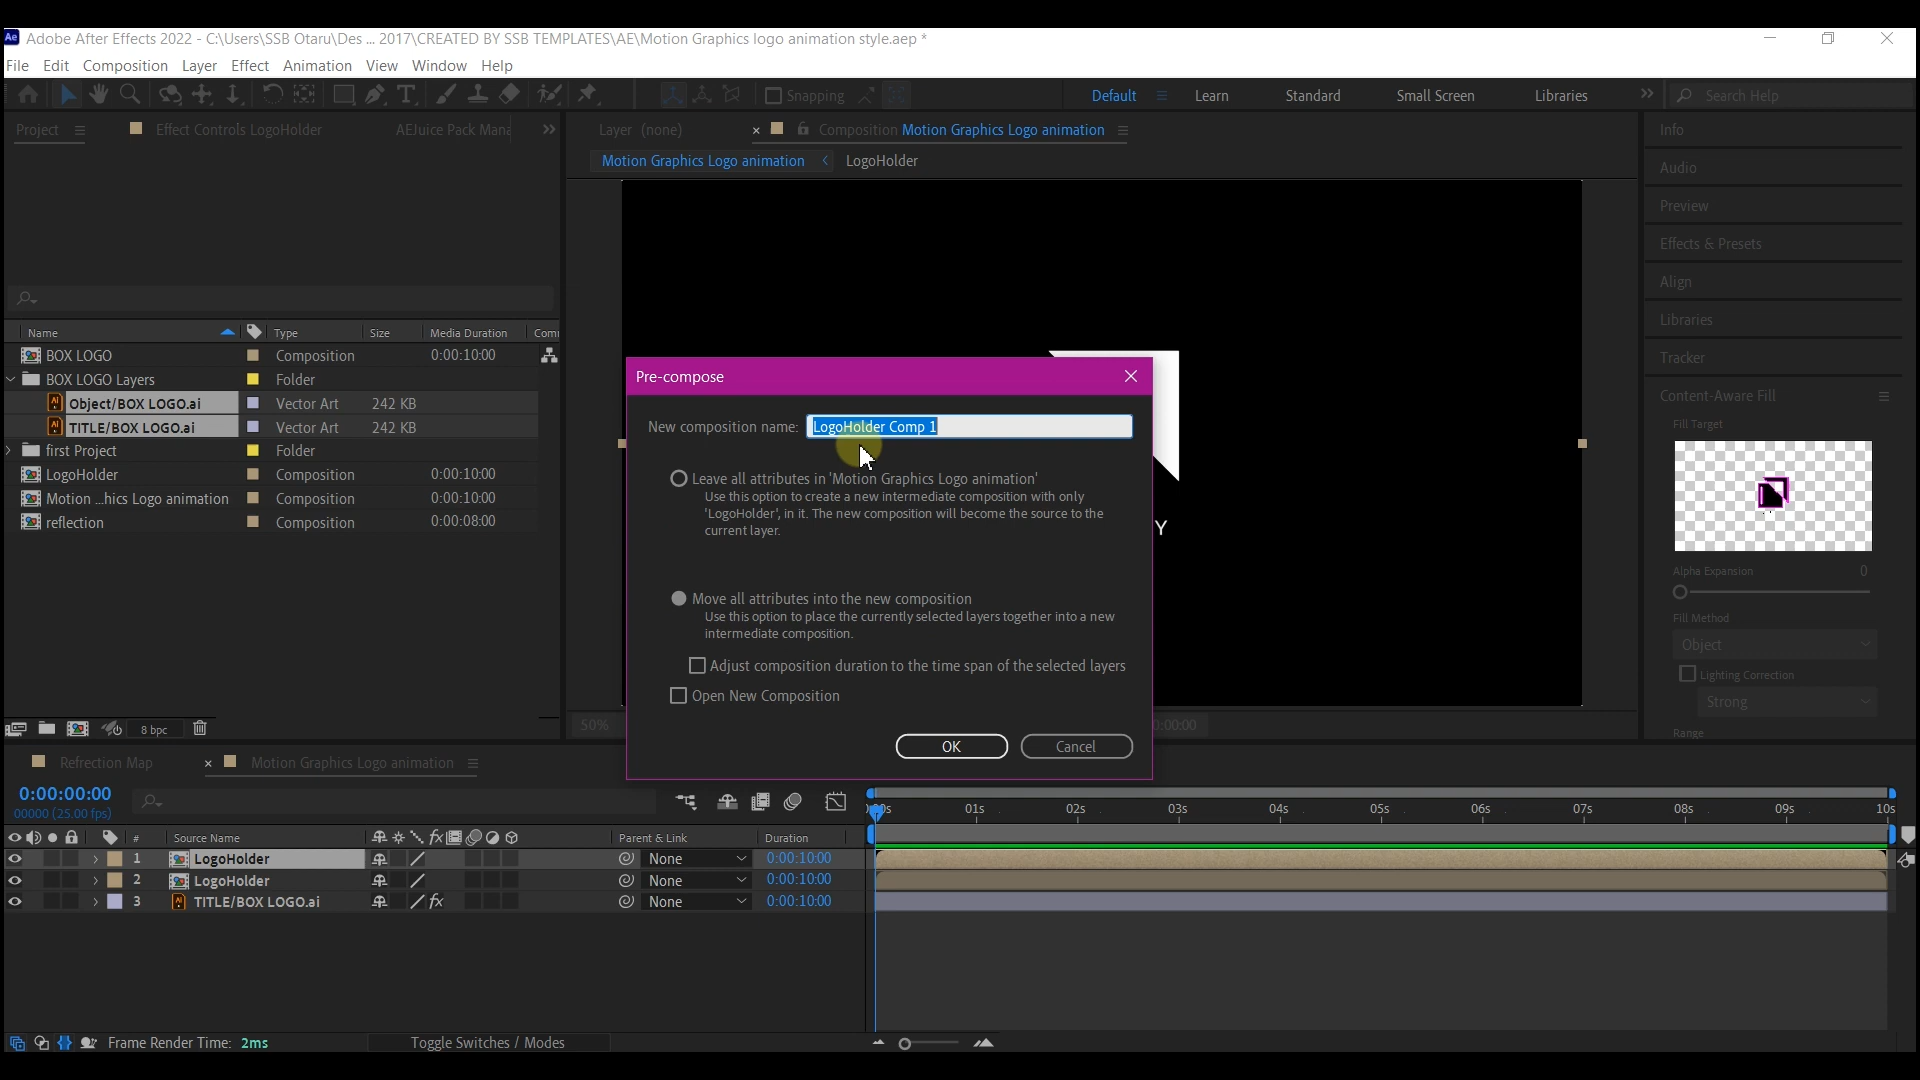 Ae Adobe After Effects 2022 - C:\Users\SSB Otaru\Des ... 2017\CREATED BY SSB TEMPLATES\AE\Motion Graphics logo animation style.aep *
File Edit Composition Layer Effect Animation View Window Help
Snapping Default Learn Standard Small Screen Libraries Search Help
Project Effect Controls LogoHolder AEJuice Pack Mana Layer (none) Composition Motion Graphics Logo animation Info
Motion Graphics Logo animation LogoHolder
Audio
Preview
Effects & Presets
Align
Libraries
Tracker
Content-Aware Fill
Fill Target
Alpha Expansion 0
Fill Method
Object
Lighting Correction
Strong
Range
Name Type Size Media Duration Com
BOX LOGO Composition 0:00:10:00
BOX LOGO Layers Folder
Object/BOX LOGO.ai Vector Art 242 KB
TITLE/BOX LOGO.ai Vector Art 242 KB
first Project Folder
LogoHolder Composition 0:00:10:00
Motion ...hics Logo animation Composition 0:00:10:00
reflection Composition 0:00:08:00
8 bpc
Pre-compose
New composition name: LogoHolder Comp 1
Leave all attributes in 'Motion Graphics Logo animation'
Use this option to create a new intermediate composition with only
'LogoHolder', in it. The new composition will become the source to the
current layer.
Move all attributes into the new composition
Use this option to place the currently selected layers together into a new
intermediate composition.
Adjust composition duration to the time span of the selected layers
Open New Composition
OK Cancel
Y
50% 0:00:00
Refrection Map Motion Graphics Logo animation
0:00:00:00
00000 (25.00 fps)
00s 01s 02s 03s 04s 05s 06s 07s 08s 09s 10s
# Source Name Parent & Link Duration
1 LogoHolder None 0:00:10:00
2 LogoHolder None 0:00:10:00
3 TITLE/BOX LOGO.ai fx None 0:00:10:00
Frame Render Time: 2ms Toggle Switches / Modes